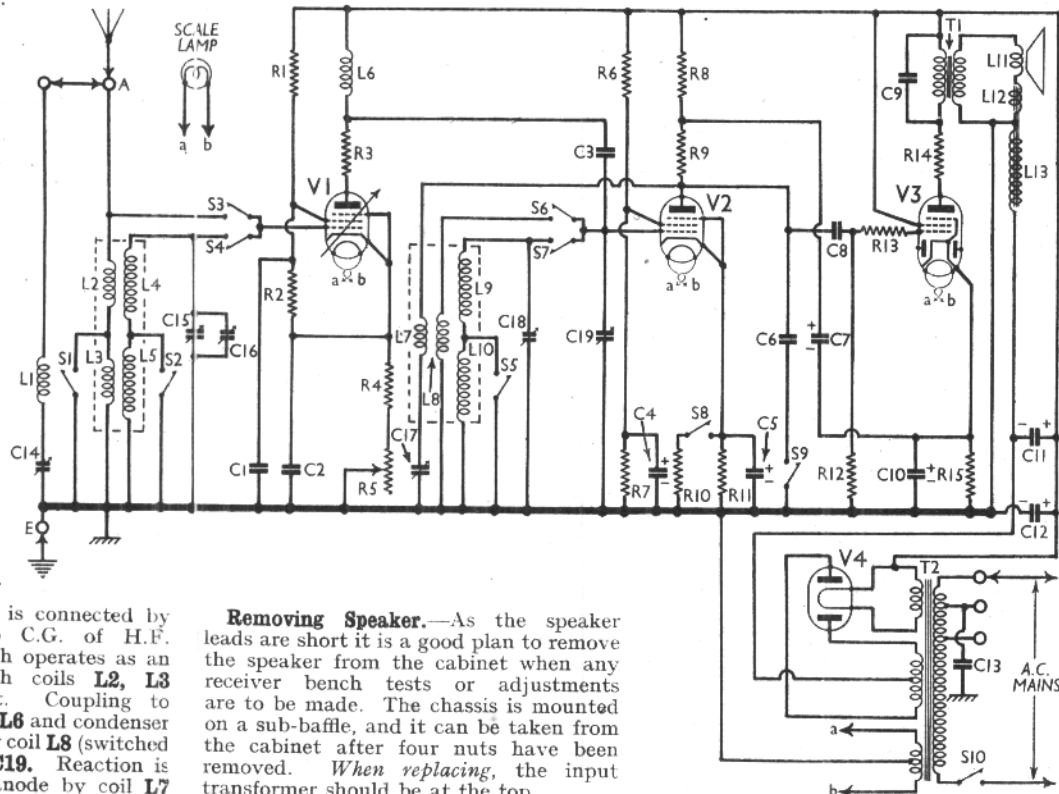 SCALE
LAMP
A
a b
R1
L6
R6
R8
T1
L11
C9
L12
R3
C3
R9
R14
L13
V1
V2
V3
S3
S4
S6
S7
C8
R13
a b
a b
a b
L2
L4
R2
L9
C15
C16
L7
C18
C19
C6
C7
L3
L5
S1
S2
L10
S5
L1
R4
L8
C14
C17
C4
S8
C5
S9
C1
C2
R5
R7
R10
R11
R12
C10
R15
C11
C12
E
V4
T2
C13
A.C.
MAINS
a
b
S10
is connected by
C.G. of H.F.
h operates as an
h coils L2, L3
t. Coupling to
L6 and condenser
coil L8 (switched
C19. Reaction is
node by coil L7
Removing Speaker.—As the speaker
leads are short it is a good plan to remove
the speaker from the cabinet when any
receiver bench tests or adjustments
are to be made. The chassis is mounted
on a sub-baffle, and it can be taken from
the cabinet after four nuts have been
removed. When replacing, the input
transformer should be at the top.